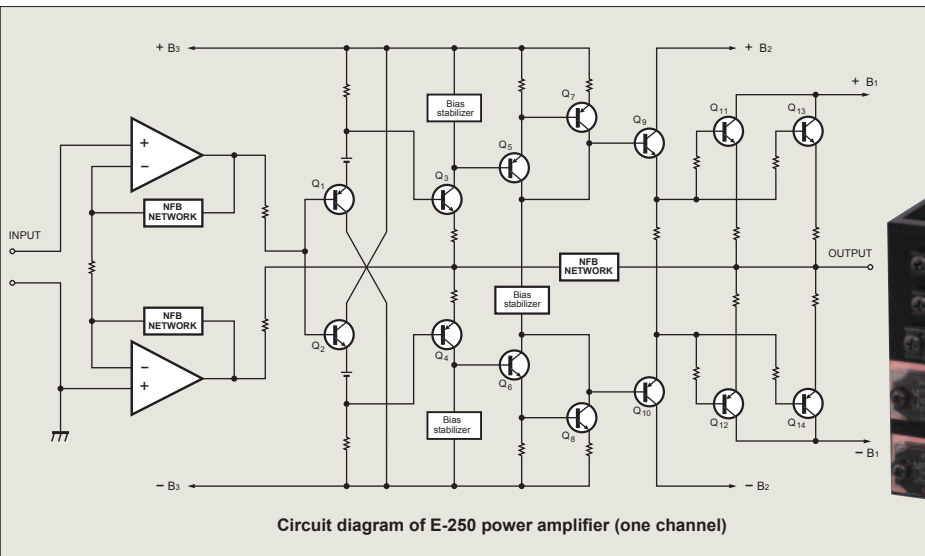 + B3
+ B2
+ B1
Bias
stabilizer
Q7
Q9
Q11
Q13
Q5
Q1
Q3
NFB
NETWORK
INPUT
NFB
NETWORK
OUTPUT
Bias
stabilizer
NFB
NETWORK
Q2
Q4
Q6
Q10
Q12
Q14
Q8
Bias
stabilizer
− B1
− B3
− B2
+
−
−
+
Circuit diagram of E-250 power amplifier (one channel)